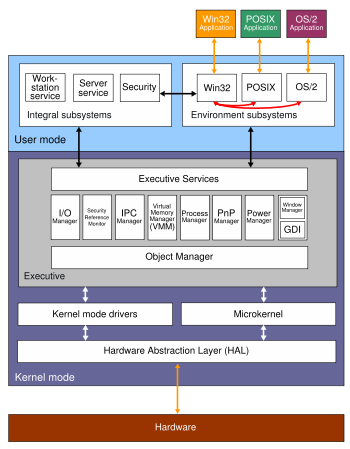 Win32
Application
POSIX
Application
OS/2
Application
Work-
station
service
Server
service
Security
Integral subsystems
Win32
POSIX
OS/2
Environment subsystems
User mode
Executive Services
I/O
Manager
Security
Reference
Monitor
IPC
Manager
Virtual
Memory
Manager
(VMM)
Process
Manager
PnP
Manager
Power
Manager
Window
Manager
GDI
Object Manager
Executive
Kernel mode drivers
Microkernel
Hardware Abstraction Layer (HAL)
Kernel mode
Hardware